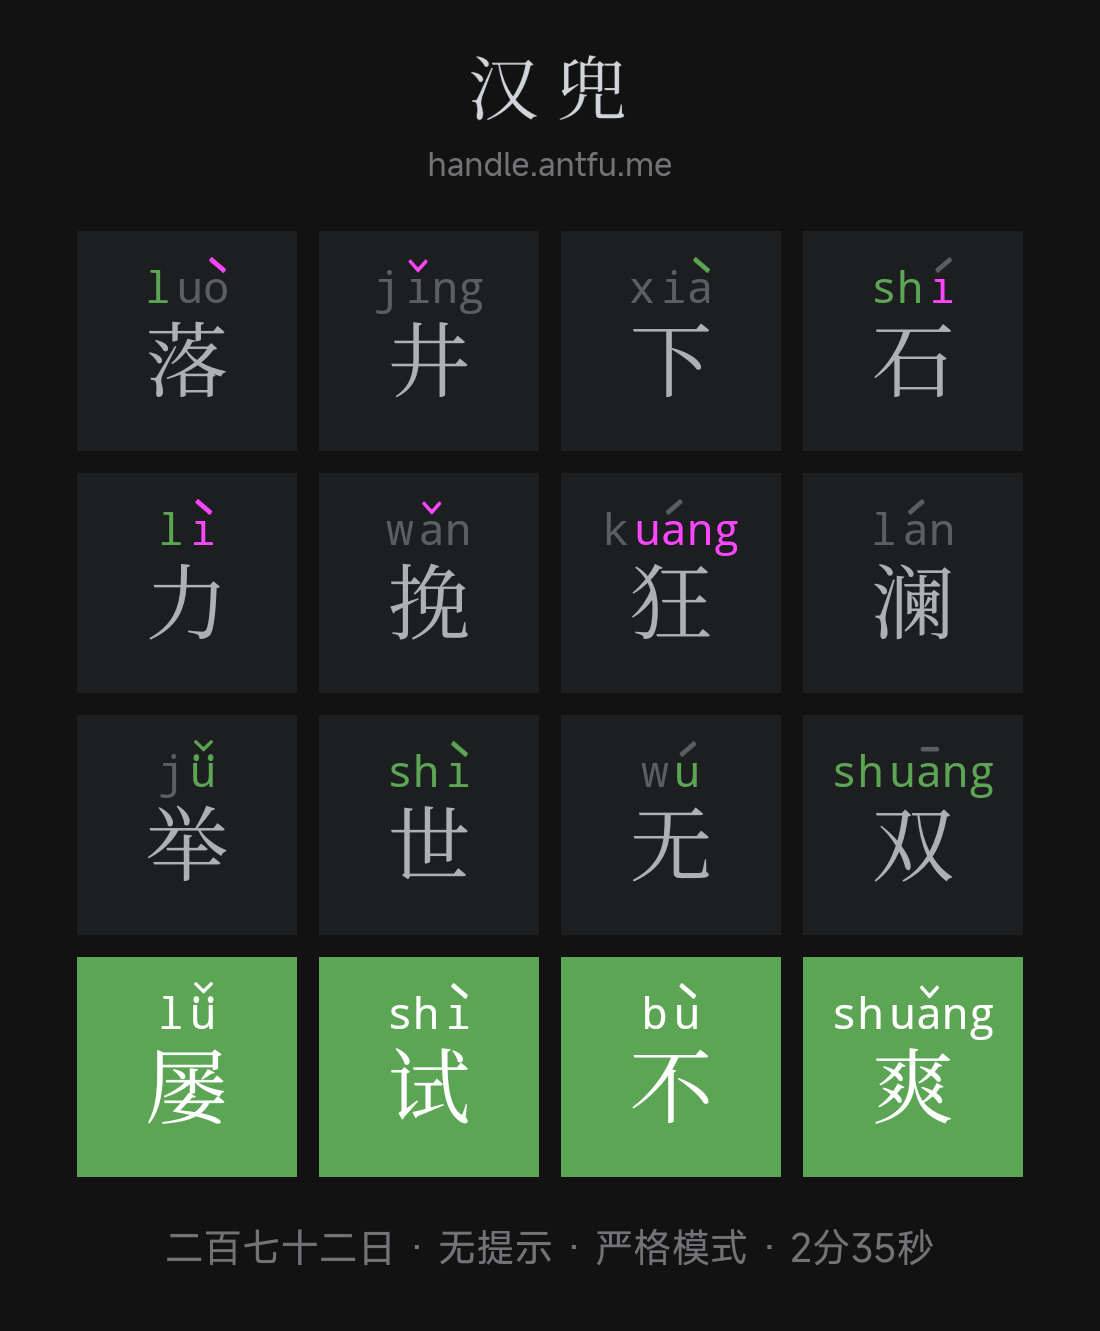 汉兜
handle.antfu.me
luò jǐng xià shí
落 井 下 石
lì wǎn kuáng lán
力 挽 狂 澜
jǚ shì wú shuāng
举 世 无 双
lǚ shì bù shuǎng
屡 试 不 爽
二百七十二日 · 无提示 · 严格模式 · 2分35秒